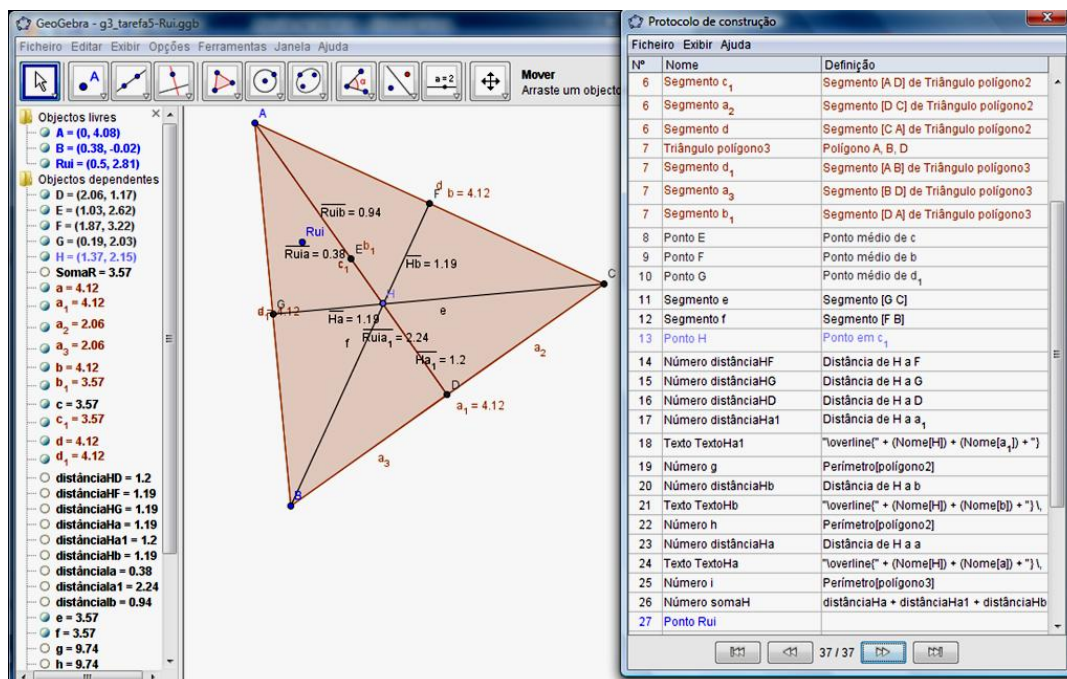 GeoGebra - g3_tarefa5-Rui.ggb
Ficheiro Editar Exibir Opções Ferramentas Janela Ajuda
A
a=2
Mover
Arraste um objecto
Objectos livres
A = (0, 4.08)
B = (0.38, -0.02)
Rui = (0.5, 2.81)
Objectos dependentes
D = (2.06, 1.17)
E = (1.03, 2.62)
F = (1.87, 3.22)
G = (0.19, 2.03)
H = (1.37, 2.15)
SomaR = 3.57
a = 4.12
a₁ = 4.12
a₂ = 2.06
a₃ = 2.06
b = 4.12
b₁ = 3.57
c = 3.57
c₁ = 3.57
d = 4.12
d₁ = 4.12
distânciaHD = 1.2
distânciaHF = 1.19
distânciaHG = 1.19
distânciaHa = 1.19
distânciaHa1 = 1.2
distânciaHb = 1.19
distânciaIa = 0.38
distânciaIa1 = 2.24
distânciaIb = 0.94
e = 3.57
f = 3.57
g = 9.74
h = 9.74
A
d
F b = 4.12
Ruib = 0.94
Rui
Ruia = 0.38
E b₁
c₁
Hb = 1.19
C
H
G
= 4.12
Ha = 1.19
e
f
Ruia₁ = 2.24
Ha₁ = 1.2
a₂
D
a₁ = 4.12
a₃
B
Protocolo de construção
Ficheiro Exibir Ajuda
Nº Nome Definição
6 Segmento c₁ Segmento [A D] de Triângulo polígono2
6 Segmento a₂ Segmento [D C] de Triângulo polígono2
6 Segmento d Segmento [C A] de Triângulo polígono2
7 Triângulo polígono3 Polígono A, B, D
7 Segmento d₁ Segmento [A B] de Triângulo polígono3
7 Segmento a₃ Segmento [B D] de Triângulo polígono3
7 Segmento b₁ Segmento [D A] de Triângulo polígono3
8 Ponto E Ponto médio de c
9 Ponto F Ponto médio de b
10 Ponto G Ponto médio de d₁
11 Segmento e Segmento [G C]
12 Segmento f Segmento [F B]
13 Ponto H Ponto em c₁
14 Número distânciaHF Distância de H a F
15 Número distânciaHG Distância de H a G
16 Número distânciaHD Distância de H a D
17 Número distânciaHa1 Distância de H a a₁
18 Texto TextoHa1 "\overline{" + (Nome[H]) + (Nome[a₁]) + "}
19 Número g Perímetro[polígono2]
20 Número distânciaHb Distância de H a b
21 Texto TextoHb "\overline{" + (Nome[H]) + (Nome[b]) + "} \,
22 Número h Perímetro[polígono2]
23 Número distânciaHa Distância de H a a
24 Texto TextoHa "\overline{" + (Nome[H]) + (Nome[a]) + "} \,
25 Número i Perímetro[polígono3]
26 Número somaH distânciaHa + distânciaHa1 + distânciaHb
27 Ponto Rui
37 / 37